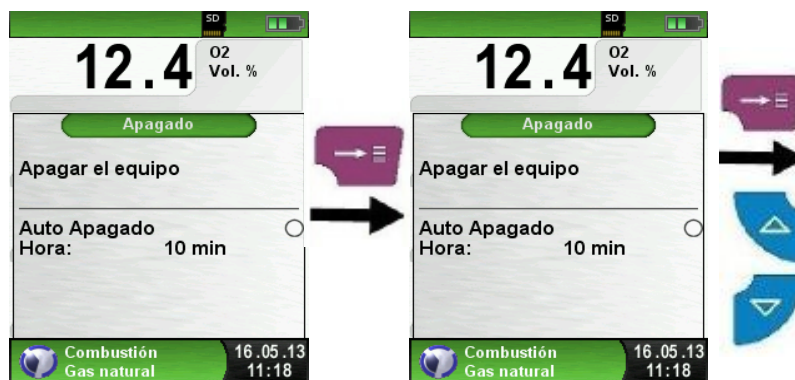 SD
12.4 O2
Vol. %
Apagado
Apagar el equipo
Auto Apagado
Hora: 10 min
Combustión 16.05.13
Gas natural 11:18
SD
12.4 O2
Vol. %
Apagado
Apagar el equipo
Auto Apagado
Hora: 10 min
Combustión 16.05.13
Gas natural 11:18